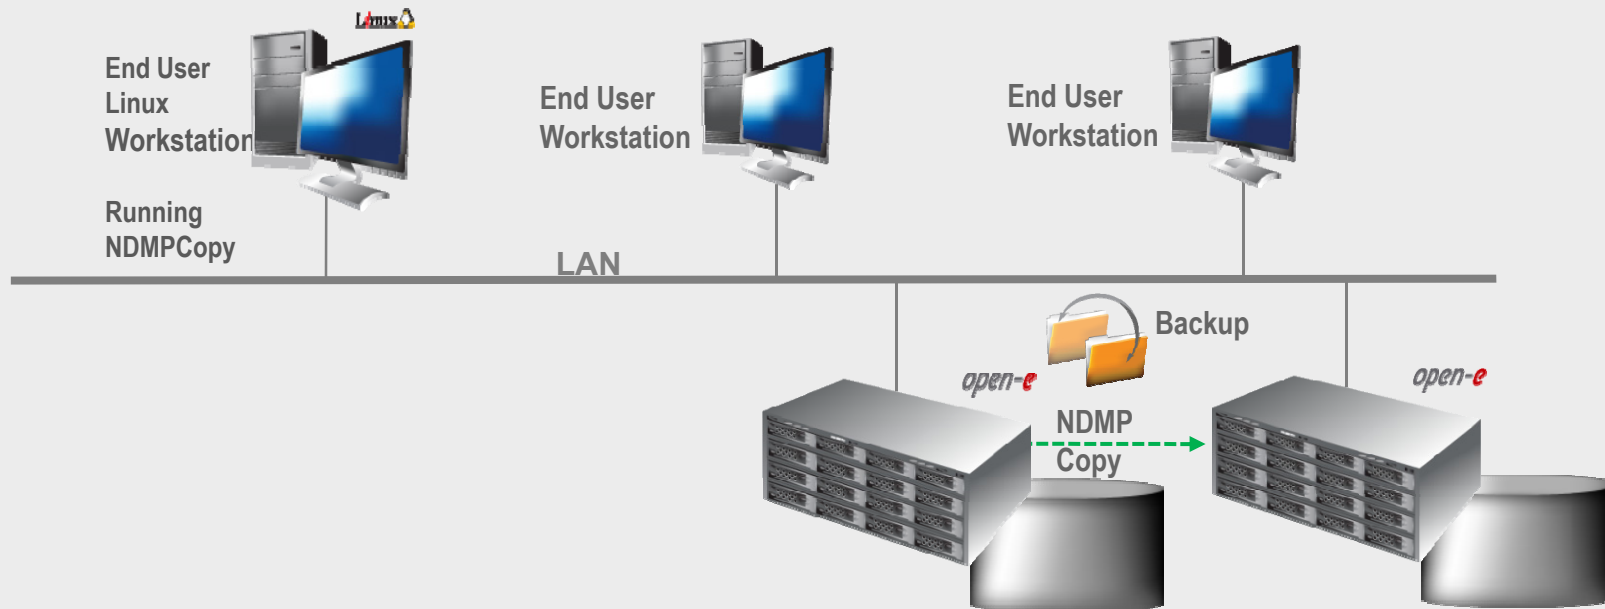 Linux
End User
Linux
Workstation
Running
NDMPCopy
End User
Workstation
End User
Workstation
LAN
Backup
open-e
open-e
NDMP
Copy